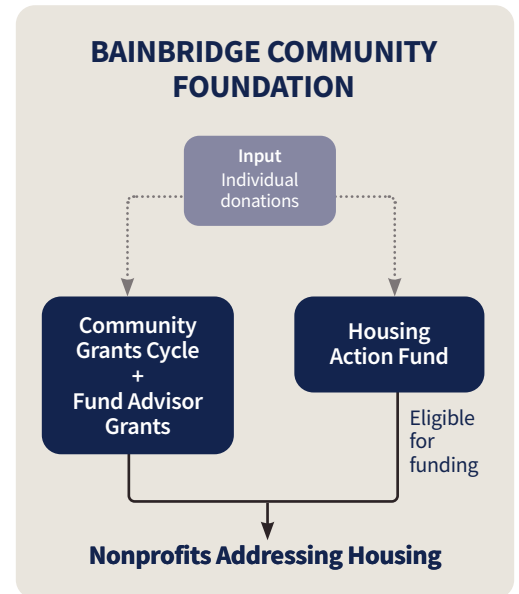 BAINBRIDGE COMMUNITY
FOUNDATION
Input
Individual
donations
Community
Grants Cycle
+
Fund Advisor
Grants
Housing
Action Fund
Eligible
for
funding
Nonprofits Addressing Housing